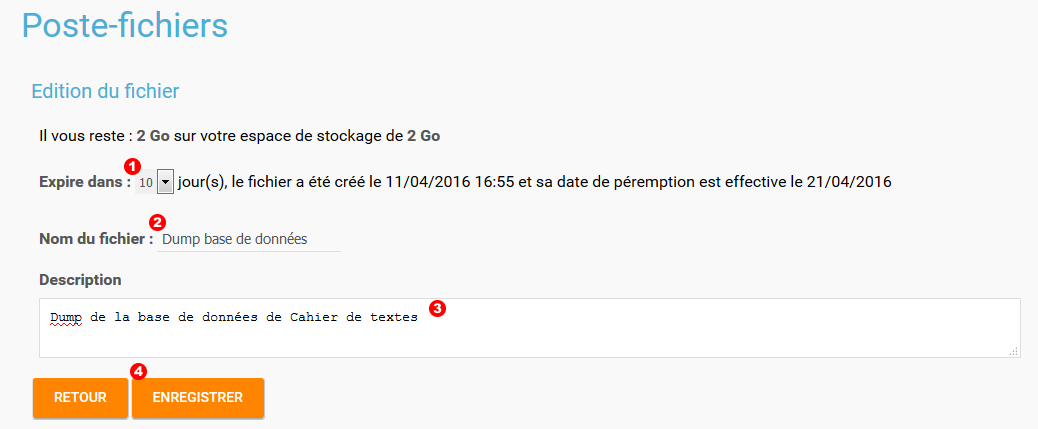 Poste-fichiers
Edition du fichier
Il vous reste : 2 Go sur votre espace de stockage de 2 Go
1
Expire dans : 10 jour(s), le fichier a été créé le 11/04/2016 16:55 et sa date de péremption est effective le 21/04/2016
2
Nom du fichier : Dump base de données
Description
Dump de la base de données de Cahier de textes 3
4
RETOUR ENREGISTRER